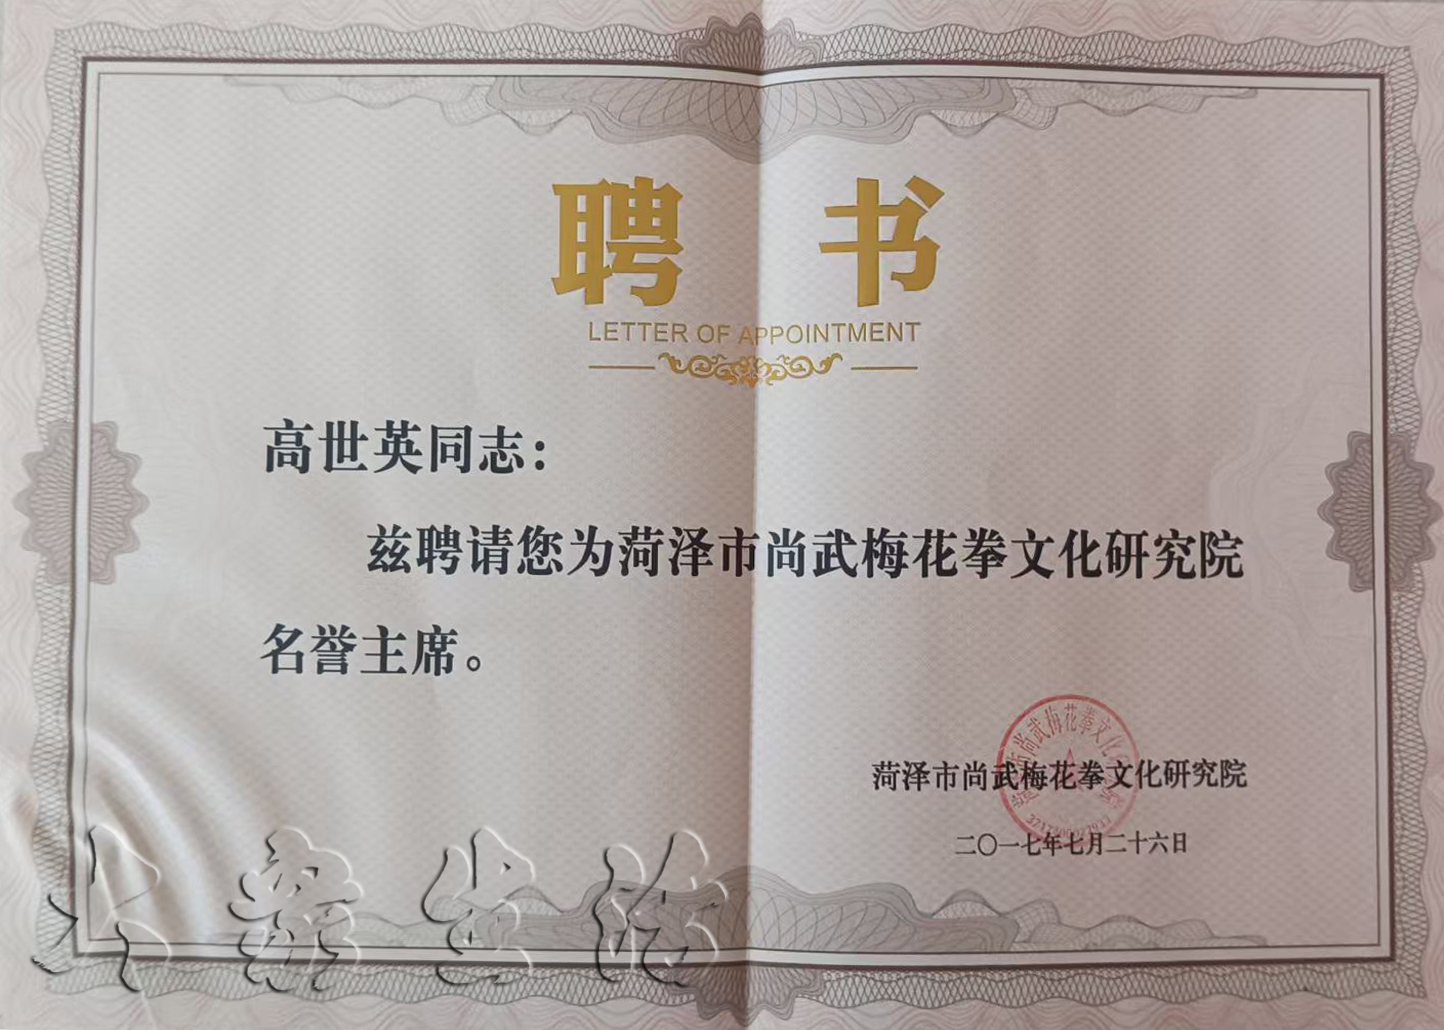 聘 书
LETTER OF APPOINTMENT
高世英同志：
兹聘请您为菏泽市尚武梅花拳文化研究院
名誉主席。
菏泽市尚武梅花拳文化研究院
二〇一七年七月二十六日